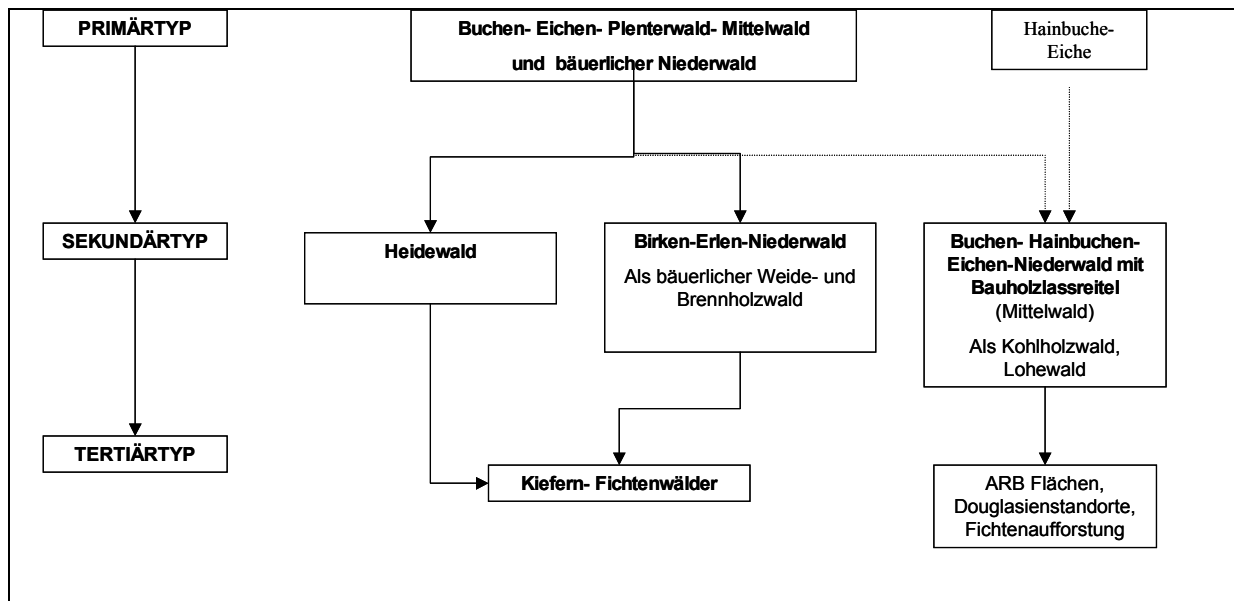 PRIMÄRTYP
Buchen- Eichen- Plenterwald- Mittelwald
und bäuerlicher Niederwald
Hainbuche-
Eiche
SEKUNDÄRTYP
Heidewald
Birken-Erlen-Niederwald
Als bäuerlicher Weide- und
Brennholzwald
Buchen- Hainbuchen-
Eichen-Niederwald mit
Bauholzlassreitel
(Mittelwald)
Als Kohlholzwald,
Lohewald
TERTIÄRTYP
Kiefern- Fichtenwälder
ARB Flächen,
Douglasienstandorte,
Fichtenaufforstung